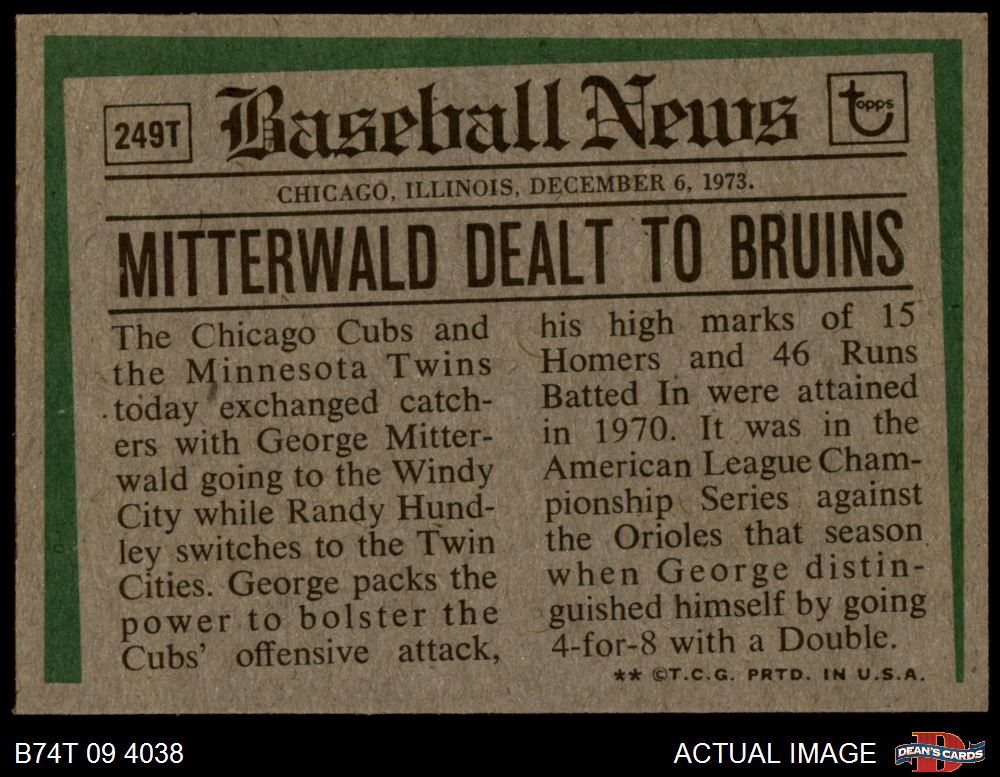 249T
Baseball News
topps
CHICAGO, ILLINOIS, DECEMBER 6, 1973.
MITTERWALD DEALT TO BRUINS
The Chicago Cubs and
the Minnesota Twins
today exchanged catch-
ers with George Mitter-
wald going to the Windy
City while Randy Hund-
ley switches to the Twin
Cities. George packs the
power to bolster the
Cubs' offensive attack,
his high marks of 15
Homers and 46 Runs
Batted In were attained
in 1970. It was in the
American League Cham-
pionship Series against
the Orioles that season
when George distin-
guished himself by going
4-for-8 with a Double.
** ©T.C.G. PRTD. IN U.S.A.
B74T 09 4038
ACTUAL IMAGE
DEAN'S CARDS